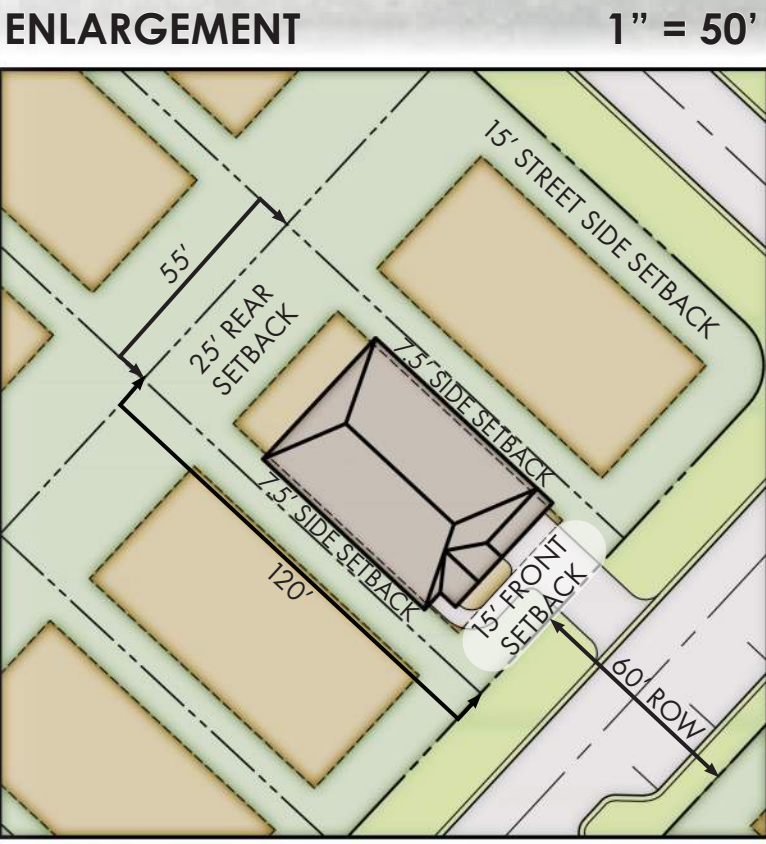 ENLARGEMENT
1” = 50’
15’ STREET SIDE SETBACK
55’
25’ REAR
SETBACK
7.5’ SIDE SETBACK
7.5’ SIDE SETBACK
120’
15’ FRONT
SETBACK
60’ ROW